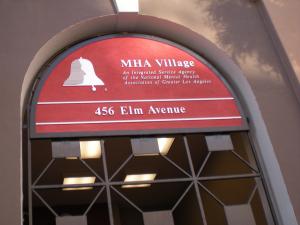 MHA Village
An Integrated Service Agency
of the National Mental Health
Association of Greater Los Angeles
456 Elm Avenue